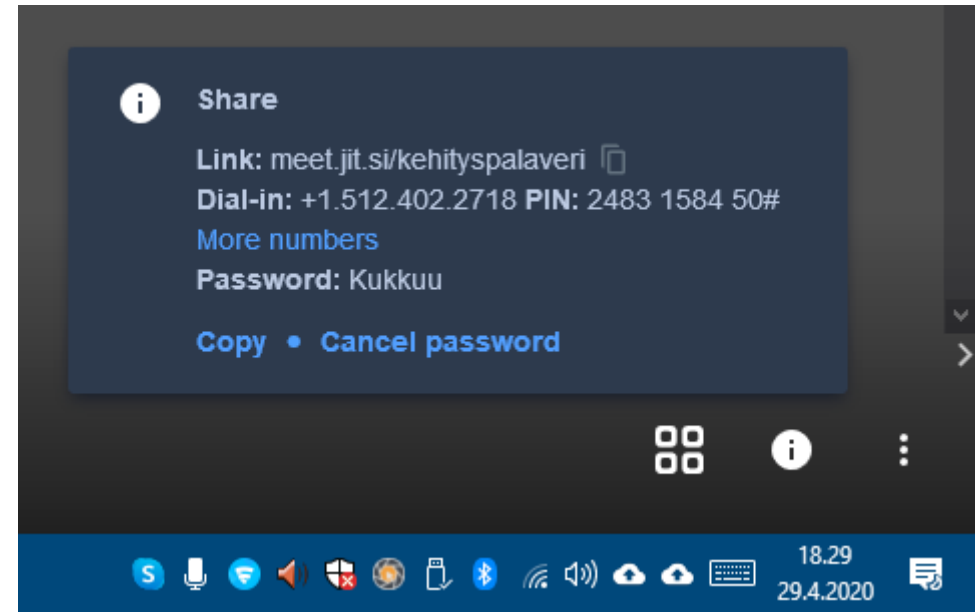 Share
Link: meet.jit.si/kehityspalaveri
Dial-in: +1.512.402.2718 PIN: 2483 1584 50#
More numbers
Password: Kukkuu
Copy • Cancel password
18.29
29.4.2020